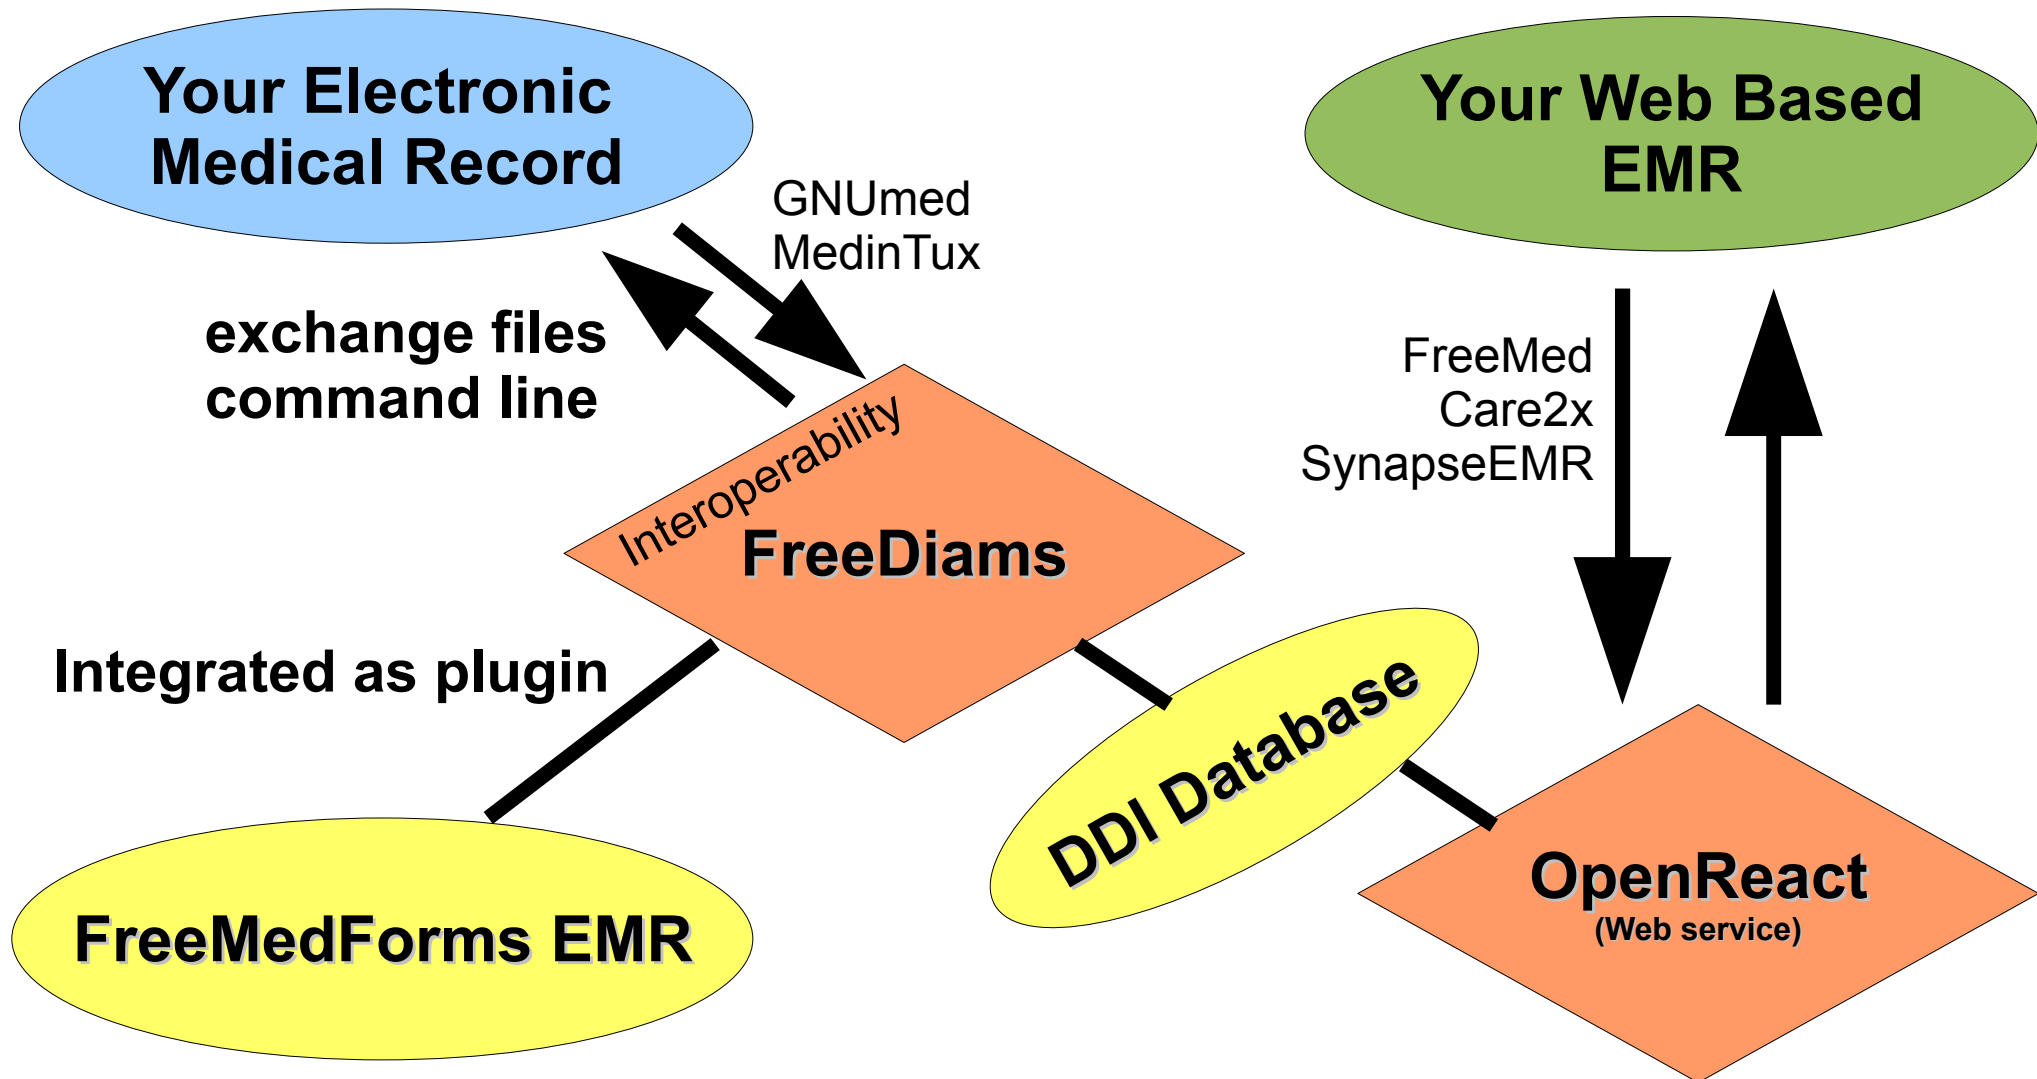 Your Electronic
Medical Record
Your Web Based
EMR
GNUmed
MedinTux
exchange files
command line
FreeMed
Care2x
SynapseEMR
Interoperability
FreeDiams
Integrated as plugin
DDI Database
OpenReact
(Web service)
FreeMedForms EMR